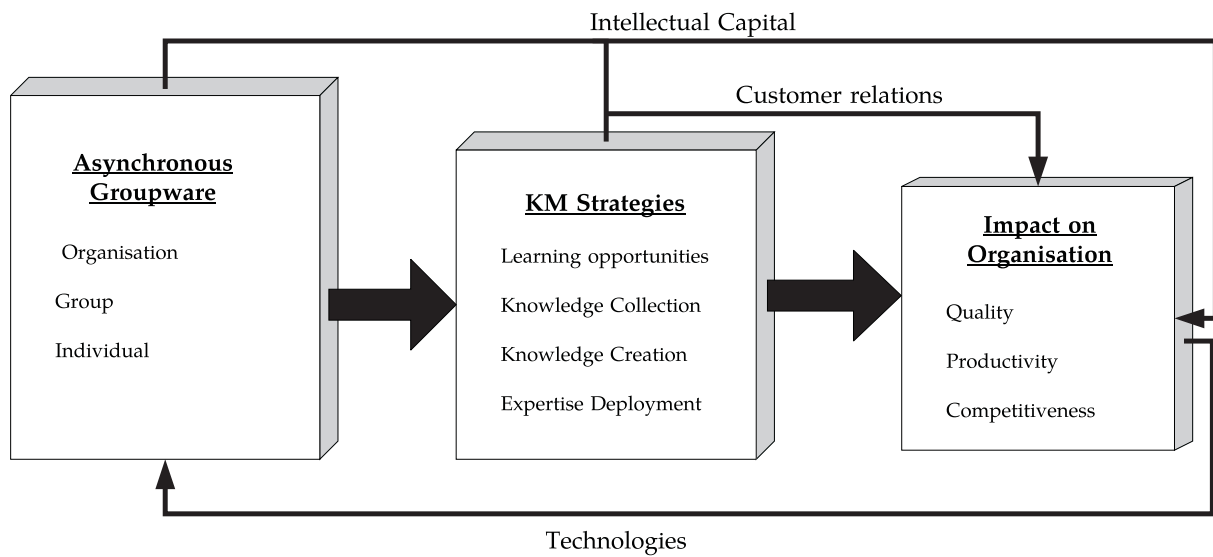 Intellectual Capital
Customer relations
Asynchronous
Groupware
Organisation
Group
Individual
KM Strategies
Learning opportunities
Knowledge Collection
Knowledge Creation
Expertise Deployment
Impact on
Organisation
Quality
Productivity
Competitiveness
Technologies